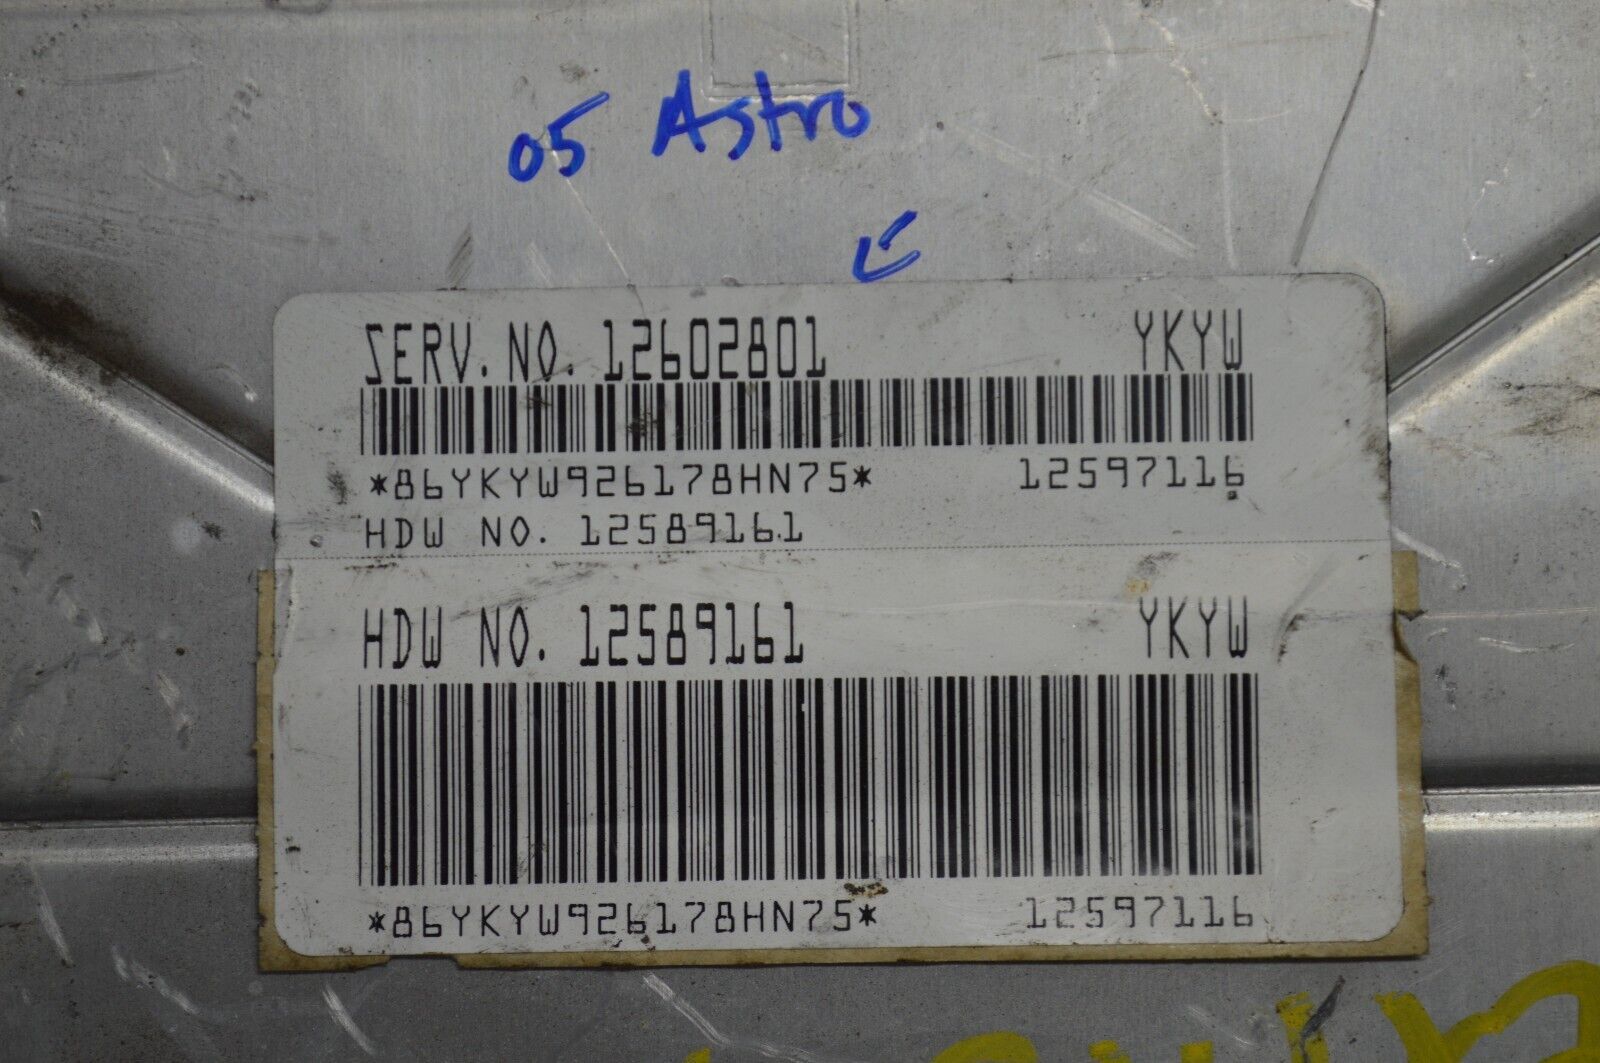 05 Astro
SERV. NO. 12602801 YKYW
*86YKYW926178HN75* 12597116
HDW NO. 12589161
HDW NO. 12589161 YKYW
*86YKYW926178HN75* 12597116